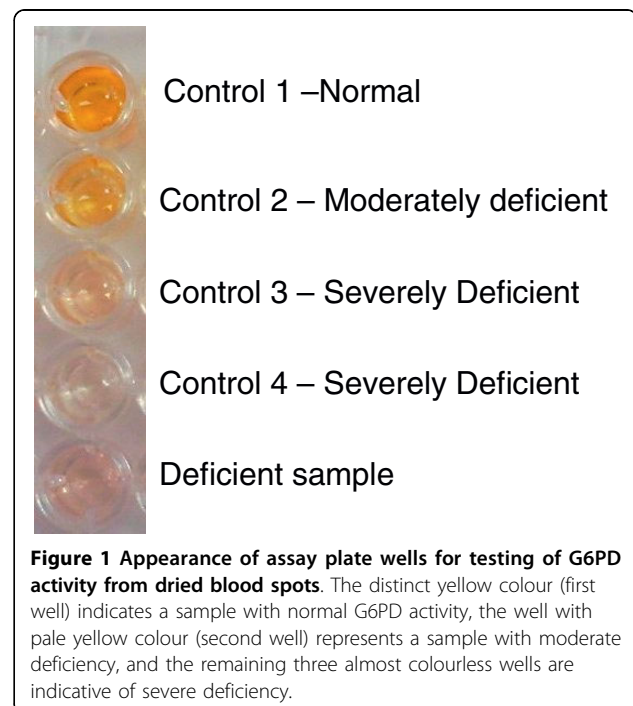 Control 1 –Normal
Control 2 – Moderately deficient
Control 3 – Severely Deficient
Control 4 – Severely Deficient
Deficient sample
Figure 1 Appearance of assay plate wells for testing of G6PD
activity from dried blood spots. The distinct yellow colour (first
well) indicates a sample with normal G6PD activity, the well with
pale yellow colour (second well) represents a sample with moderate
deficiency, and the remaining three almost colourless wells are
indicative of severe deficiency.